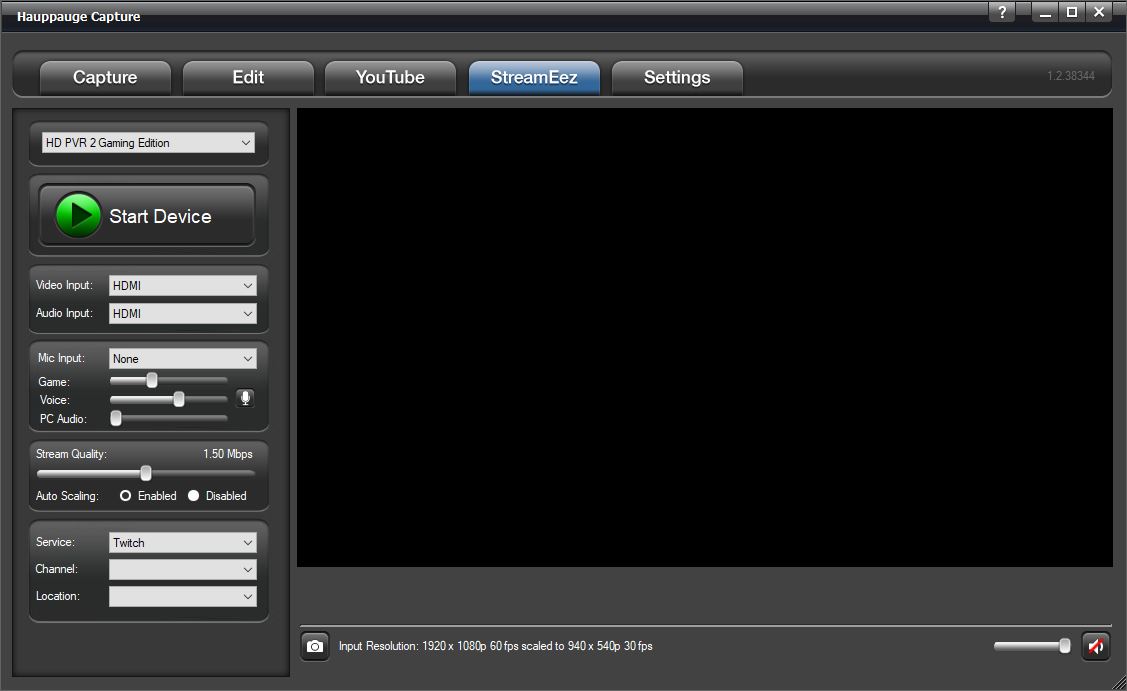 Hauppauge Capture
?
Capture Edit YouTube StreamEez Settings 1.2.38344
HD PVR 2 Gaming Edition
Start Device
Video Input: HDMI
Audio Input: HDMI
Mic Input: None
Game:
Voice:
PC Audio:
Stream Quality: 1.50 Mbps
Auto Scaling: Enabled Disabled
Service: Twitch
Channel:
Location:
Input Resolution: 1920 x 1080p 60 fps scaled to 940 x 540p 30 fps